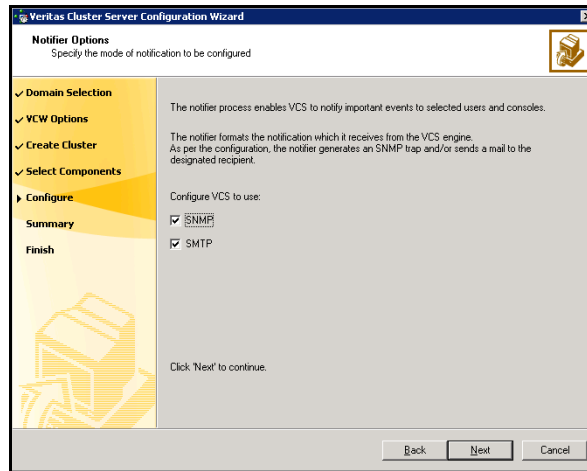 Veritas Cluster Server Configuration Wizard
Notifier Options
Specify the mode of notification to be configured
Domain Selection
VCW Options
Create Cluster
Select Components
Configure
Summary
Finish
The notifier process enables VCS to notify important events to selected users and consoles.
The notifier formats the notification which it receives from the VCS engine.
As per the configuration, the notifier generates an SNMP trap and/or sends a mail to the
designated recipient.
Configure VCS to use:
SNMP
SMTP
Click 'Next' to continue.
Back
Next
Cancel